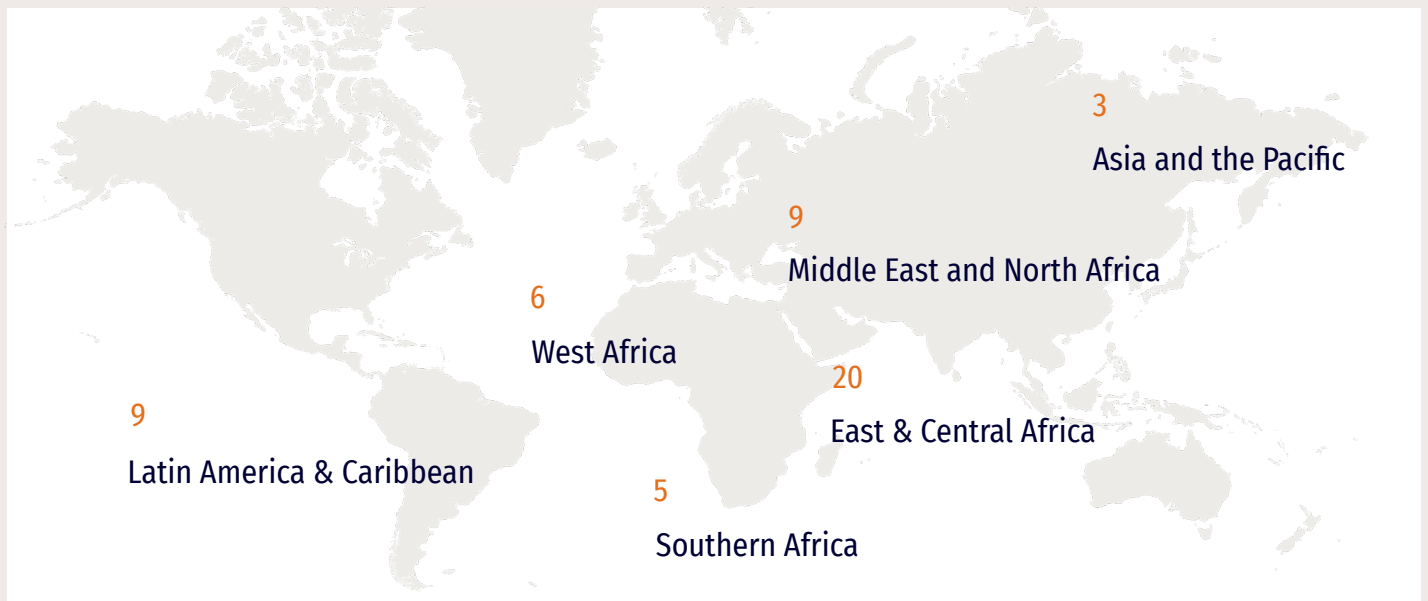 3
Asia and the Pacific
9
Middle East and North Africa
6
West Africa
20
East & Central Africa
9
Latin America & Caribbean
5
Southern Africa